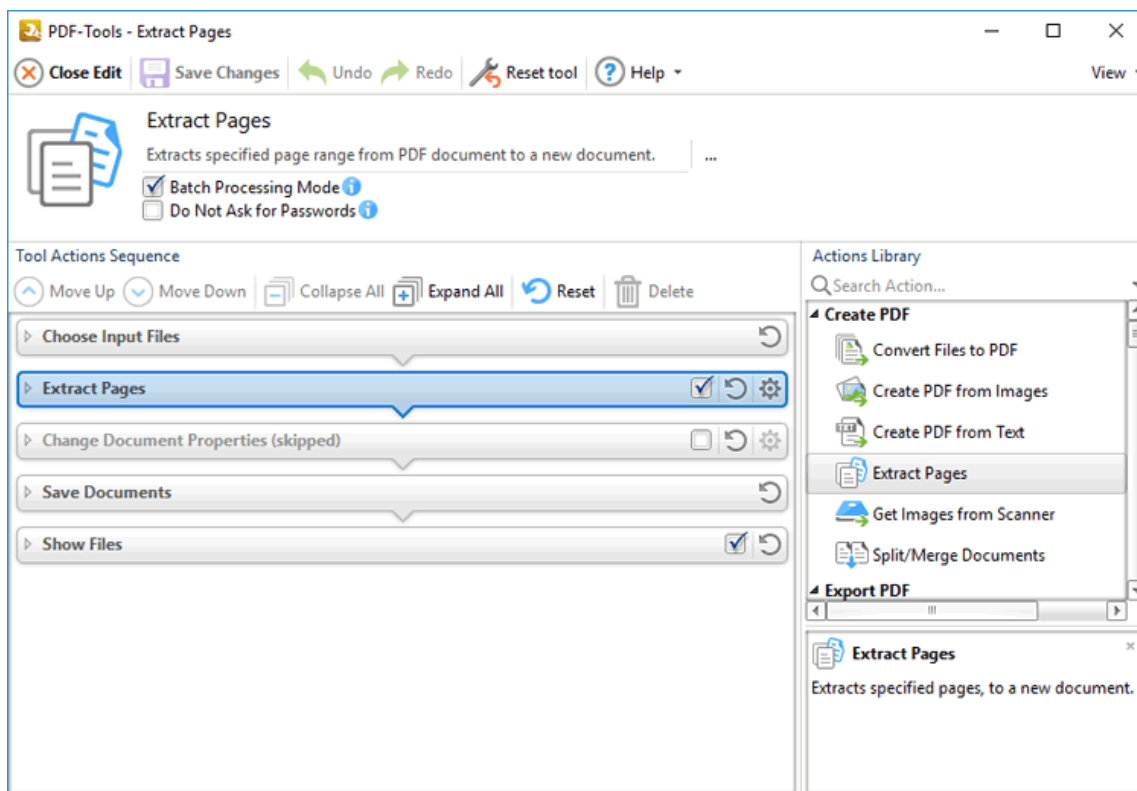 PDF-Tools - Extract Pages
Close Edit Save Changes Undo Redo Reset tool Help View
Extract Pages
Extracts specified page range from PDF document to a new document. ...
Batch Processing Mode
Do Not Ask for Passwords
Tool Actions Sequence
Move Up Move Down Collapse All Expand All Reset Delete
Choose Input Files
Extract Pages
Change Document Properties (skipped)
Save Documents
Show Files
Actions Library
Search Action...
Create PDF
Convert Files to PDF
Create PDF from Images
Create PDF from Text
Extract Pages
Get Images from Scanner
Split/Merge Documents
Export PDF
Extract Pages
Extracts specified pages, to a new document.